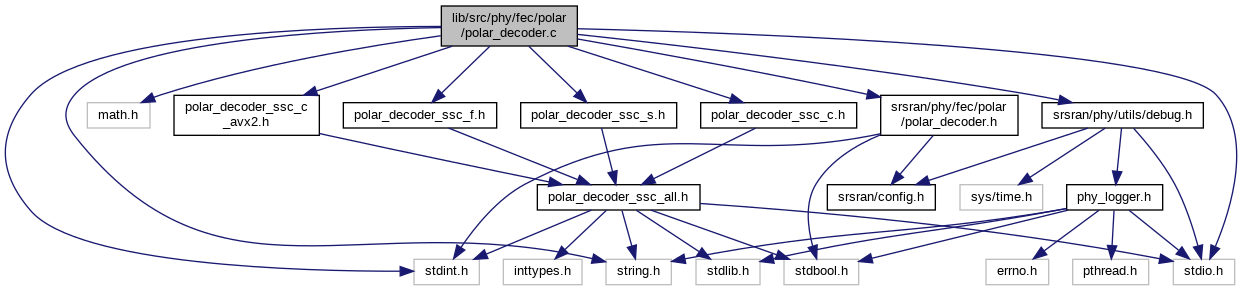 lib/src/phy/fec/polar
/polar_decoder.c
math.h
polar_decoder_ssc_c
_avx2.h
polar_decoder_ssc_f.h
polar_decoder_ssc_s.h
polar_decoder_ssc_c.h
srsran/phy/fec/polar
/polar_decoder.h
srsran/phy/utils/debug.h
polar_decoder_ssc_all.h
srsran/config.h
sys/time.h
phy_logger.h
stdint.h
inttypes.h
string.h
stdlib.h
stdbool.h
errno.h
pthread.h
stdio.h